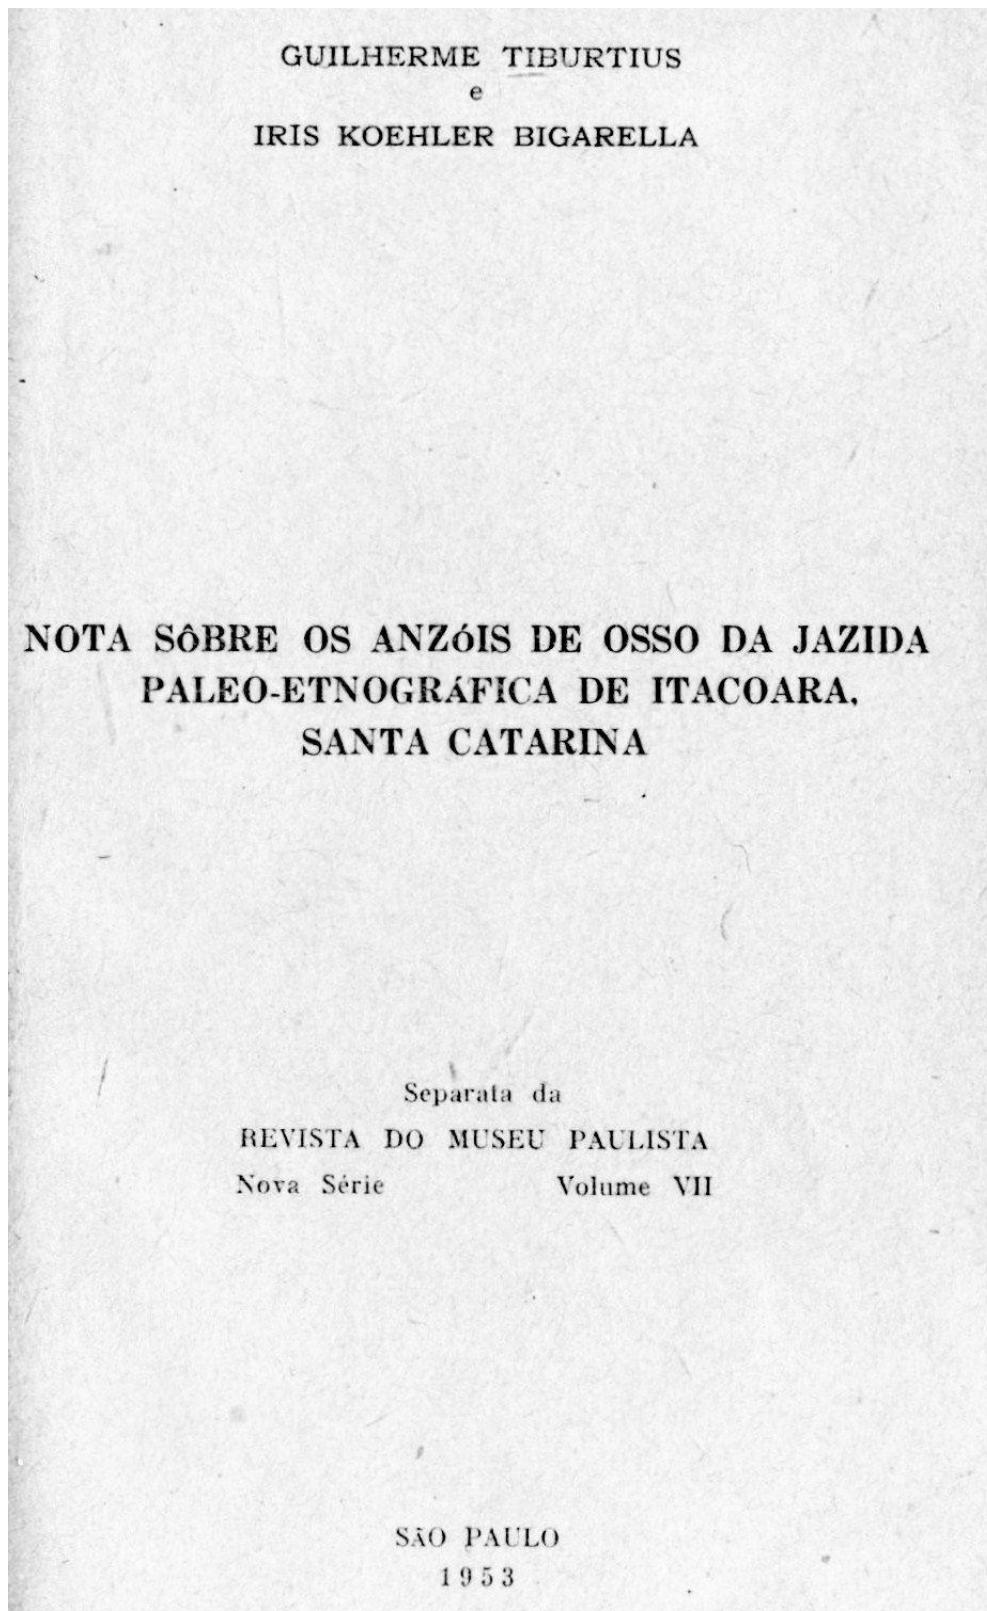 GUILHERME TIBURTIUS
e
IRIS KOEHLER BIGARELLA
NOTA SÔBRE OS ANZÓIS DE OSSO DA JAZIDA
PALEO-ETNOGRÁFICA DE ITACOARA,
SANTA CATARINA
Separata da
REVISTA DO MUSEU PAULISTA
Nova Série Volume VII
SÃO PAULO
1953